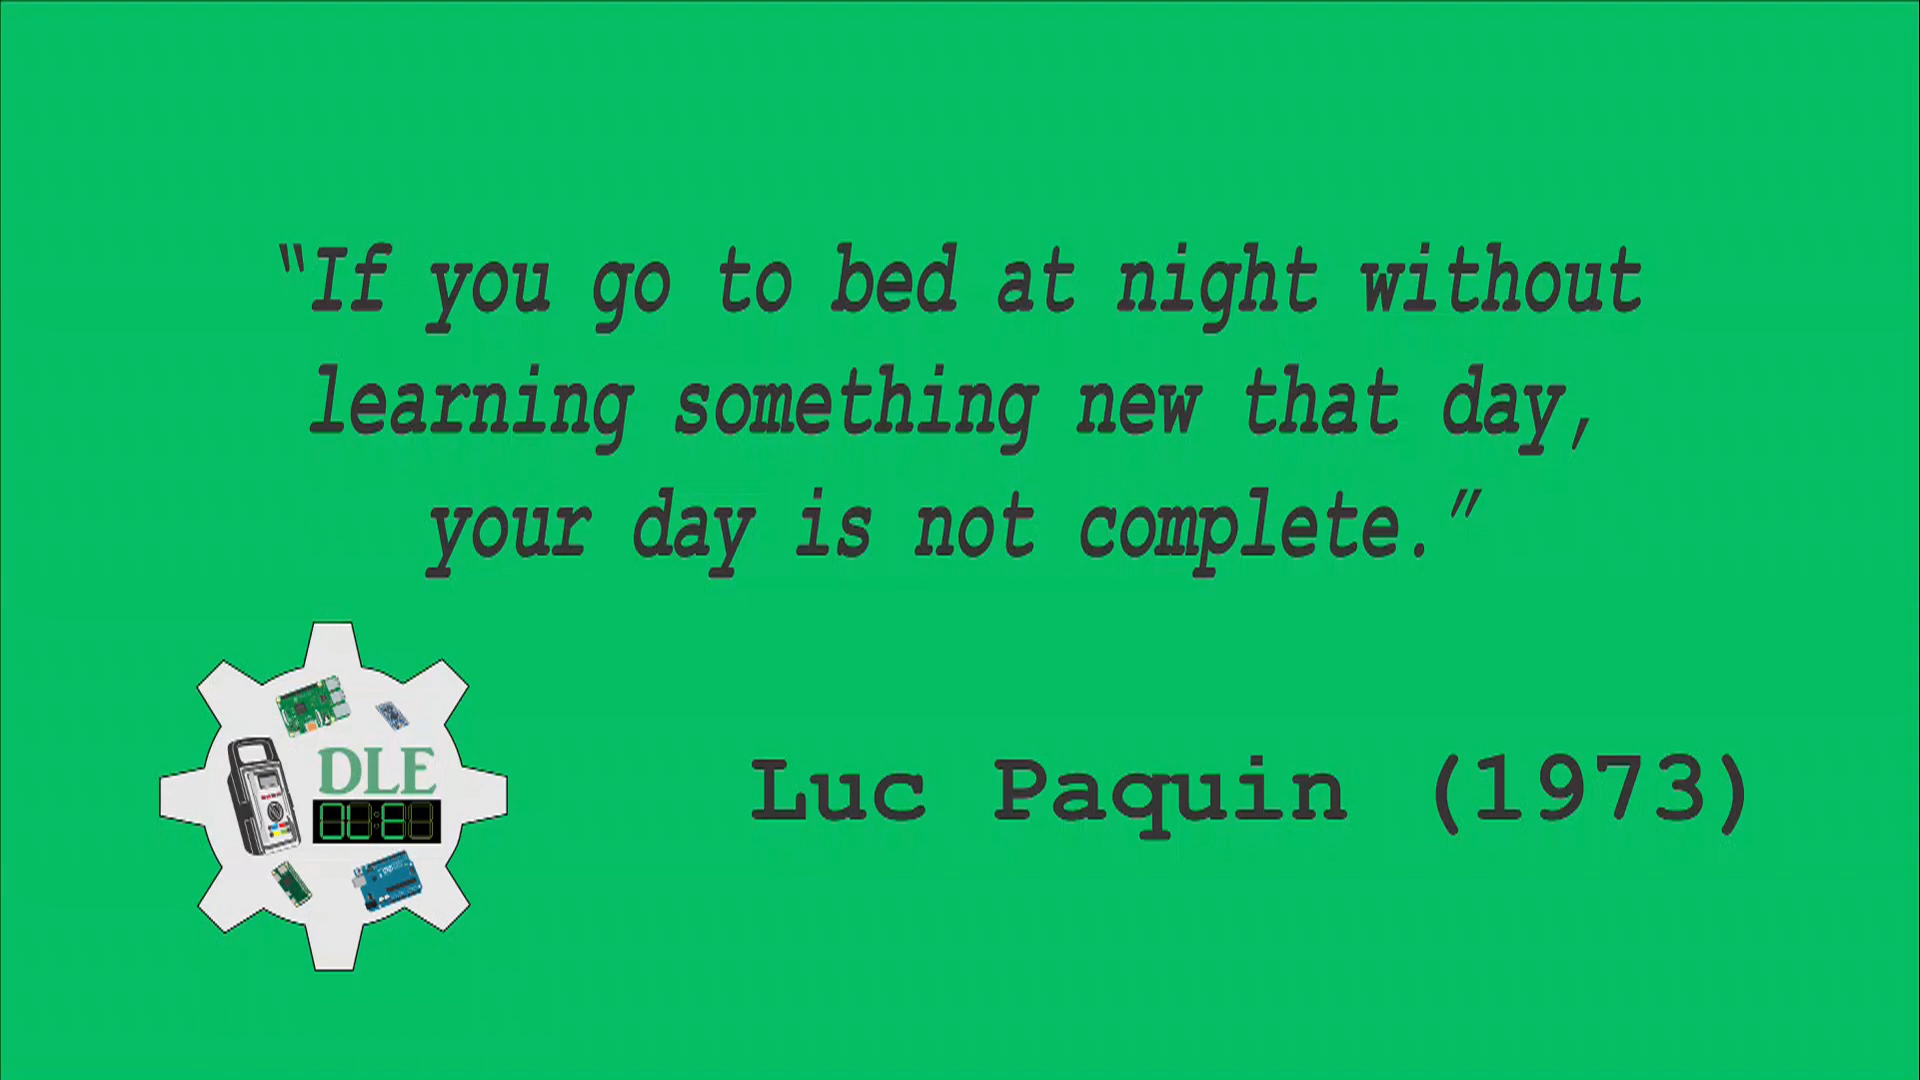 “If you go to bed at night without
learning something new that day,
your day is not complete.”
DLE
DL:E
Luc Paquin (1973)